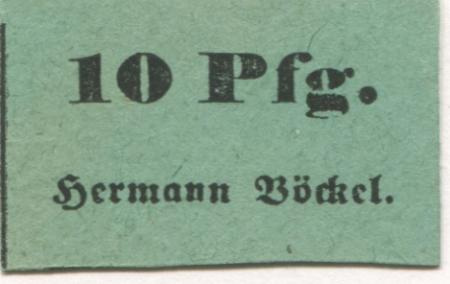 10 Pfg.
Hermann Böckel.